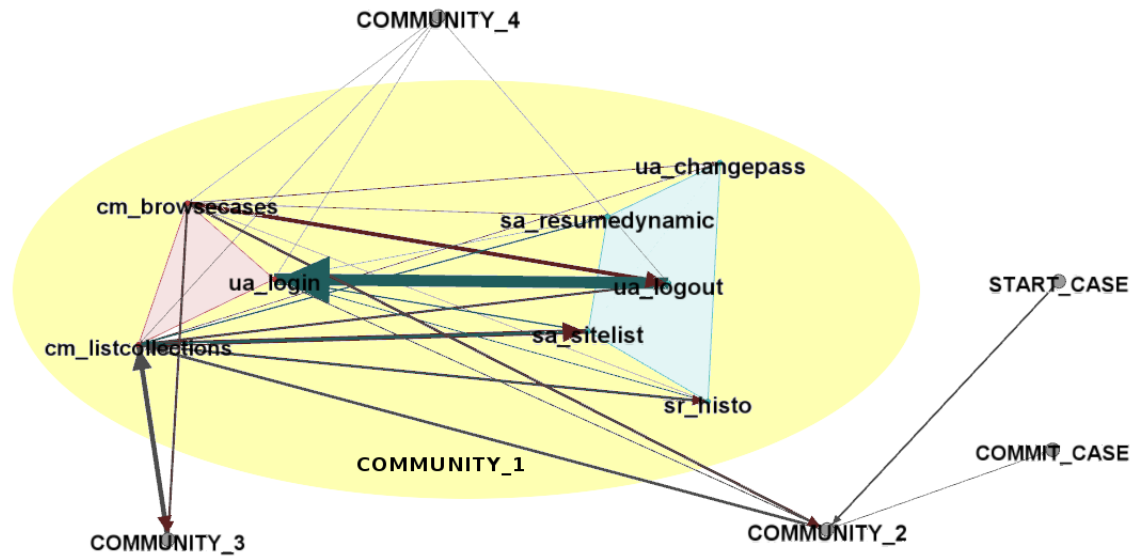 COMMUNITY_4
ua_changepass
cm_browsecases
sa_resumedynamic
ua_login
ua_logout
START_CASE
sa_sitelist
cm_listcollections
sr_histo
COMMIT_CASE
COMMUNITY_1
COMMUNITY_2
COMMUNITY_3